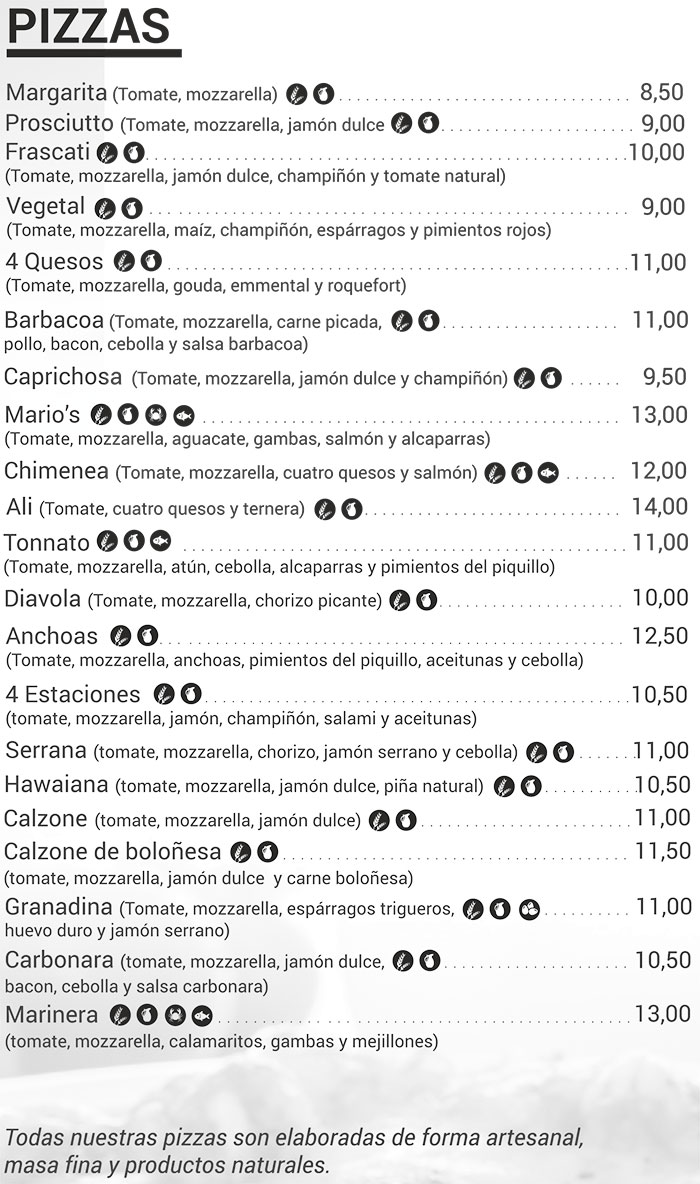 PIZZAS
Margarita (Tomate, mozzarella) 8,50
Prosciutto (Tomate, mozzarella, jamón dulce 9,00
Frascati 10,00
(Tomate, mozzarella, jamón dulce, champiñón y tomate natural)
Vegetal 9,00
(Tomate, mozzarella, maíz, champiñón, espárragos y pimientos rojos)
4 Quesos 11,00
(Tomate, mozzarella, gouda, emmental y roquefort)
Barbacoa (Tomate, mozzarella, carne picada, 11,00
pollo, bacon, cebolla y salsa barbacoa)
Caprichosa (Tomate, mozzarella, jamón dulce y champiñón) 9,50
Mario's 13,00
(Tomate, mozzarella, aguacate, gambas, salmón y alcaparras)
Chimenea (Tomate, mozzarella, cuatro quesos y salmón) 12,00
Ali (Tomate, cuatro quesos y ternera) 14,00
Tonnato 11,00
(Tomate, mozzarella, atún, cebolla, alcaparras y pimientos del piquillo)
Diavola (Tomate, mozzarella, chorizo picante) 10,00
Anchoas 12,50
(Tomate, mozzarella, anchoas, pimientos del piquillo, aceitunas y cebolla)
4 Estaciones 10,50
(tomate, mozzarella, jamón, champiñón, salami y aceitunas)
Serrana (tomate, mozzarella, chorizo, jamón serrano y cebolla) 11,00
Hawaiana (tomate, mozzarella, jamón dulce, piña natural) 10,50
Calzone (tomate, mozzarella, jamón dulce) 11,00
Calzone de boloñesa 11,50
(tomate, mozzarella, jamón dulce y carne boloñesa)
Granadina (Tomate, mozzarella, espárragos trigueros, 11,00
huevo duro y jamón serrano)
Carbonara (tomate, mozzarella, jamón dulce, 10,50
bacon, cebolla y salsa carbonara)
Marinera 13,00
(tomate, mozzarella, calamaritos, gambas y mejillones)
Todas nuestras pizzas son elaboradas de forma artesanal,
masa fina y productos naturales.